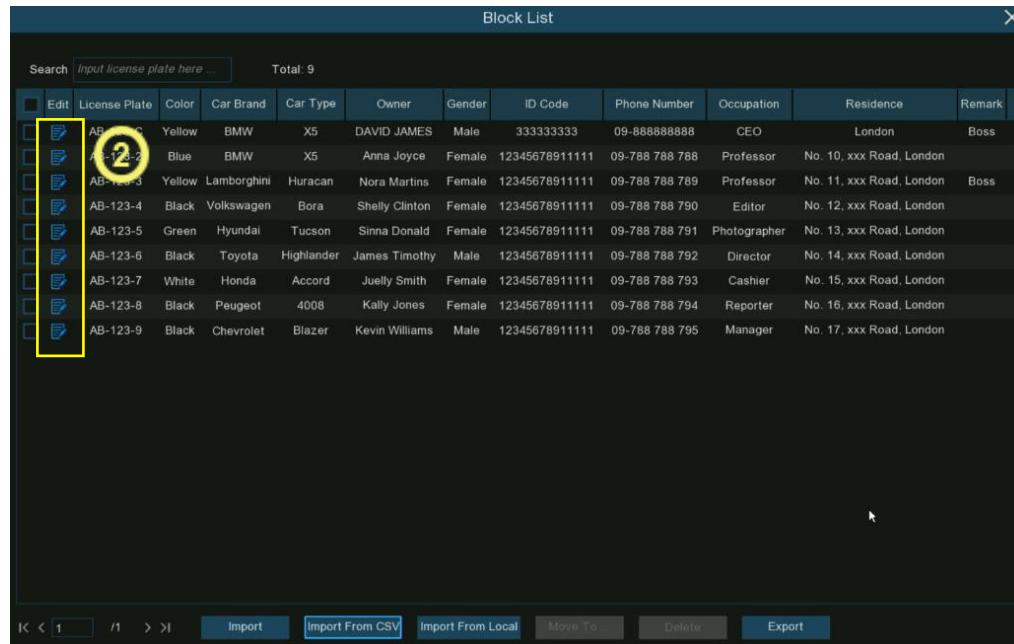 Block List
Search Input license plate here ... Total: 9
Edit License Plate Color Car Brand Car Type Owner Gender ID Code Phone Number Occupation Residence Remark
Yellow BMW X5 DAVID JAMES Male 333333333 09-888888888 CEO London Boss
2
Blue BMW X5 Anna Joyce Female 12345678911111 09-788 788 788 Professor No. 10, xxx Road, London
Yellow Lamborghini Huracan Nora Martins Female 12345678911111 09-788 788 789 Professor No. 11, xxx Road, London Boss
AB-123-4 Black Volkswagen Bora Shelly Clinton Female 12345678911111 09-788 788 790 Editor No. 12, xxx Road, London
AB-123-5 Green Hyundai Tucson Sinna Donald Female 12345678911111 09-788 788 791 Photographer No. 13, xxx Road, London
AB-123-6 Black Toyota Highlander James Timothy Male 12345678911111 09-788 788 792 Director No. 14, xxx Road, London
AB-123-7 White Honda Accord Juelly Smith Female 12345678911111 09-788 788 793 Cashier No. 15, xxx Road, London
AB-123-8 Black Peugeot 4008 Kally Jones Female 12345678911111 09-788 788 794 Reporter No. 16, xxx Road, London
AB-123-9 Black Chevrolet Blazer Kevin Williams Male 12345678911111 09-788 788 795 Manager No. 17, xxx Road, London
1 /1 Import Import From CSV Import From Local Move To ... Delete Export